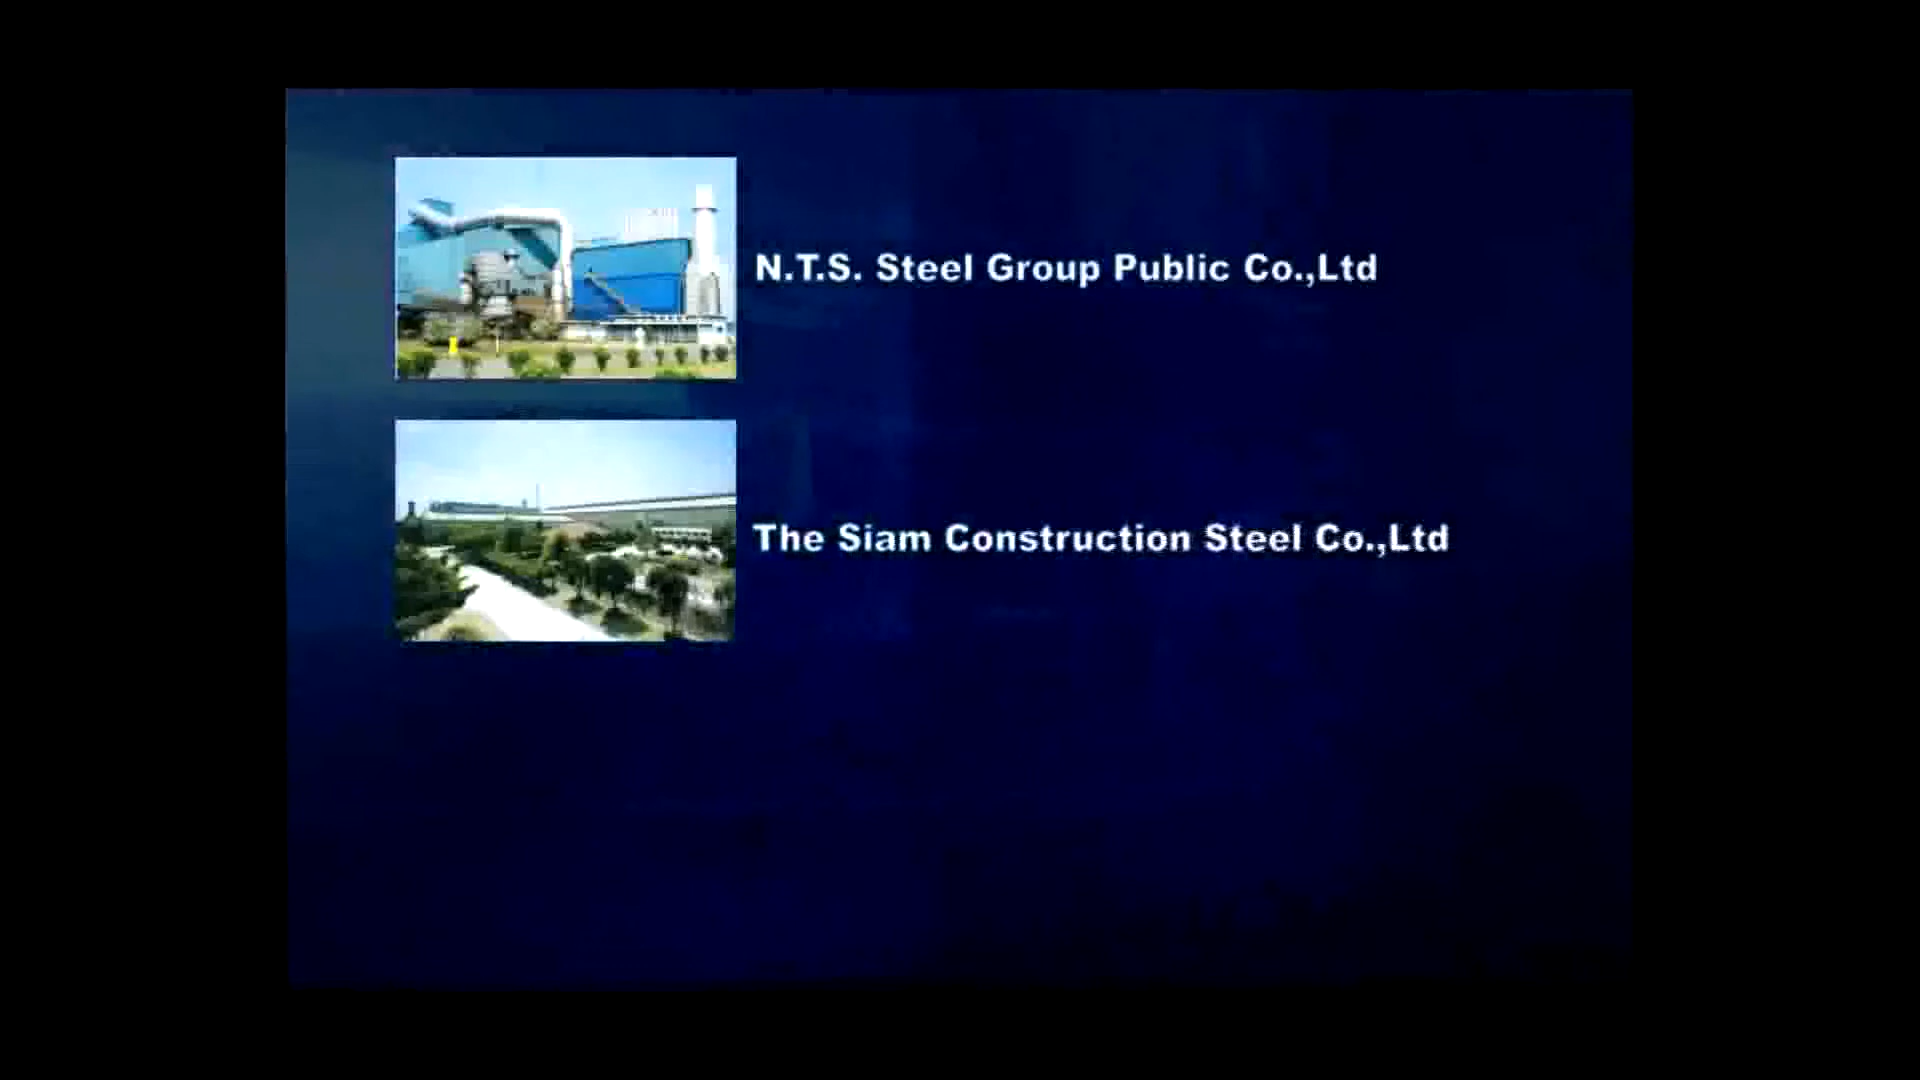 N.T.S. Steel Group Public Co.,Ltd
The Siam Construction Steel Co.,Ltd